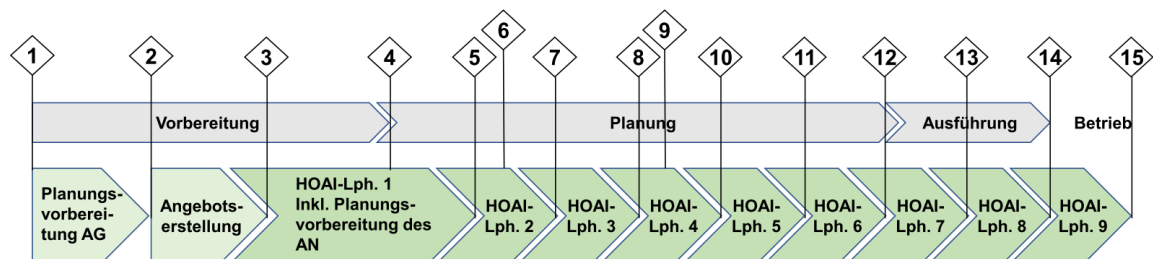 6
9
1
2
3
4
5
7
8
10
11
12
13
14
15
Vorbereitung
Planung
Ausführung
Betrieb
Planungs-
vorberei-
tung AG
Angebots-
erstellung
HOAI-Lph. 1
Inkl. Planungs-
vorbereitung des
AN
HOAI-
Lph. 2
HOAI-
Lph. 3
HOAI-
Lph. 4
HOAI-
Lph. 5
HOAI-
Lph. 6
HOAI-
Lph. 7
HOAI-
Lph. 8
HOAI-
Lph. 9